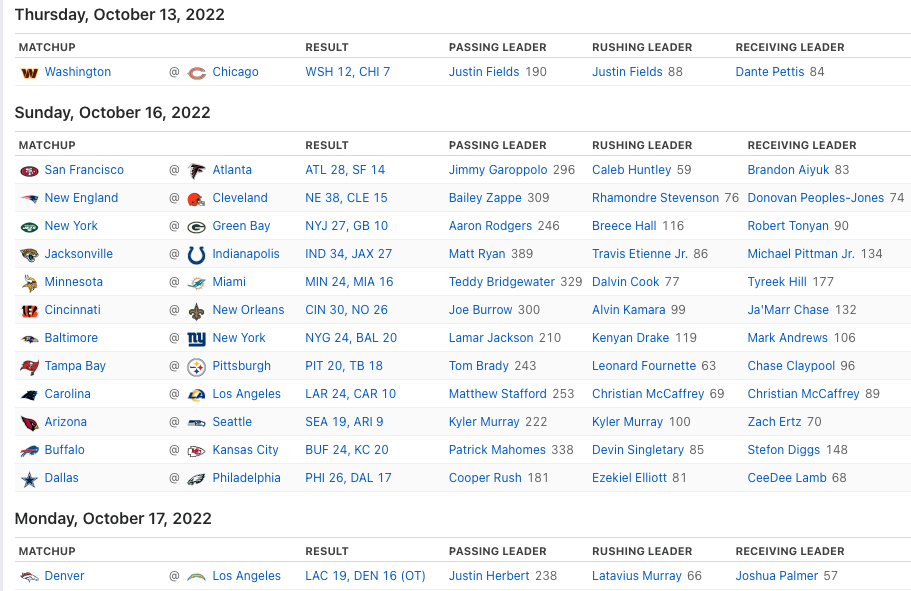 Thursday, October 13, 2022
MATCHUP RESULT PASSING LEADER RUSHING LEADER RECEIVING LEADER
Washington @ Chicago WSH 12, CHI 7 Justin Fields 190 Justin Fields 88 Dante Pettis 84
Sunday, October 16, 2022
MATCHUP RESULT PASSING LEADER RUSHING LEADER RECEIVING LEADER
San Francisco @ Atlanta ATL 28, SF 14 Jimmy Garoppolo 296 Caleb Huntley 59 Brandon Aiyuk 83
New England @ Cleveland NE 38, CLE 15 Bailey Zappe 309 Rhamondre Stevenson 76 Donovan Peoples-Jones 74
New York @ Green Bay NYJ 27, GB 10 Aaron Rodgers 246 Breece Hall 116 Robert Tonyan 90
Jacksonville @ Indianapolis IND 34, JAX 27 Matt Ryan 389 Travis Etienne Jr. 86 Michael Pittman Jr. 134
Minnesota @ Miami MIN 24, MIA 16 Teddy Bridgewater 329 Dalvin Cook 77 Tyreek Hill 177
Cincinnati @ New Orleans CIN 30, NO 26 Joe Burrow 300 Alvin Kamara 99 Ja'Marr Chase 132
Baltimore @ New York NYG 24, BAL 20 Lamar Jackson 210 Kenyan Drake 119 Mark Andrews 106
Tampa Bay @ Pittsburgh PIT 20, TB 18 Tom Brady 243 Leonard Fournette 63 Chase Claypool 96
Carolina @ Los Angeles LAR 24, CAR 10 Matthew Stafford 253 Christian McCaffrey 69 Christian McCaffrey 89
Arizona @ Seattle SEA 19, ARI 9 Kyler Murray 222 Kyler Murray 100 Zach Ertz 70
Buffalo @ Kansas City BUF 24, KC 20 Patrick Mahomes 338 Devin Singletary 85 Stefon Diggs 148
Dallas @ Philadelphia PHI 26, DAL 17 Cooper Rush 181 Ezekiel Elliott 81 CeeDee Lamb 68
Monday, October 17, 2022
MATCHUP RESULT PASSING LEADER RUSHING LEADER RECEIVING LEADER
Denver @ Los Angeles LAC 19, DEN 16 (OT) Justin Herbert 238 Latavius Murray 66 Joshua Palmer 57